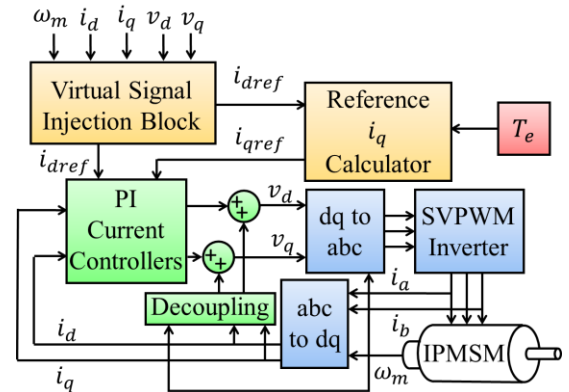 ω_m i_d i_q v_d v_q
Virtual Signal
Injection Block
i_dref
Reference
i_q
Calculator
T_e
i_qref
i_dref
PI
Current
Controllers
+
+
v_d
+
+
v_q
dq to
abc
SVPWM
Inverter
Decoupling
abc
to dq
i_a
i_b
i_d
i_q
ω_m
IPMSM